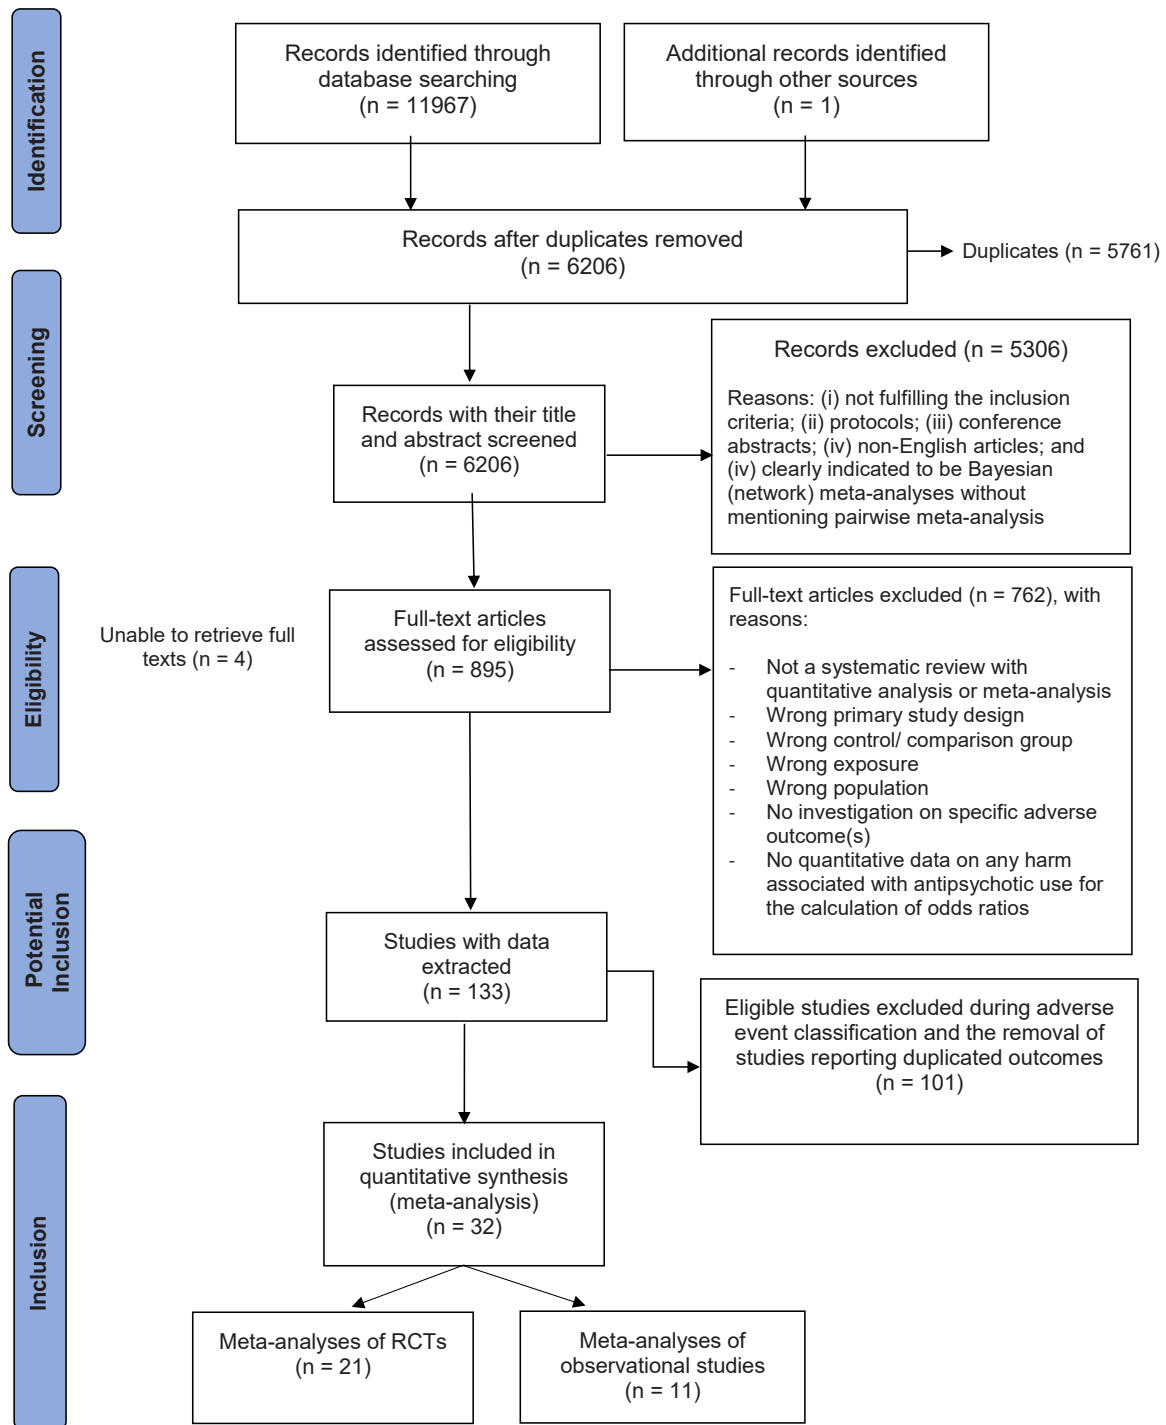 Identification
Records identified through
database searching
(n = 11967)
Additional records identified
through other sources
(n = 1)
Records after duplicates removed
(n = 6206)
Duplicates (n = 5761)
Screening
Records with their title
and abstract screened
(n = 6206)
Records excluded (n = 5306)
Reasons: (i) not fulfilling the inclusion
criteria; (ii) protocols; (iii) conference
abstracts; (iv) non-English articles; and
(iv) clearly indicated to be Bayesian
(network) meta-analyses without
mentioning pairwise meta-analysis
Eligibility
Unable to retrieve full
texts (n = 4)
Full-text articles
assessed for eligibility
(n = 895)
Full-text articles excluded (n = 762), with
reasons:
- Not a systematic review with
quantitative analysis or meta-analysis
- Wrong primary study design
- Wrong control/ comparison group
- Wrong exposure
- Wrong population
- No investigation on specific adverse
outcome(s)
- No quantitative data on any harm
associated with antipsychotic use for
the calculation of odds ratios
Potential
Inclusion
Studies with data
extracted
(n = 133)
Eligible studies excluded during adverse
event classification and the removal of
studies reporting duplicated outcomes
(n = 101)
Inclusion
Studies included in
quantitative synthesis
(meta-analysis)
(n = 32)
Meta-analyses of RCTs
(n = 21)
Meta-analyses of
observational studies
(n = 11)